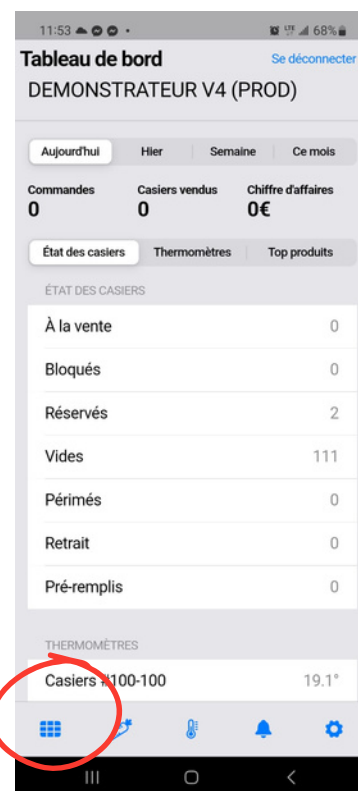 11:53 LTE 68%
Tableau de bord Se déconnecter
DEMONSTRATEUR V4 (PROD)
Aujourd'hui Hier Semaine Ce mois
Commandes Casiers vendus Chiffre d'affaires
0 0 0€
État des casiers Thermomètres Top produits
ÉTAT DES CASIERS
À la vente 0
Bloqués 0
Réservés 2
Vides 111
Périmés 0
Retrait 0
Pré-remplis 0
THERMOMÈTRES
Casiers #100-100 19.1°